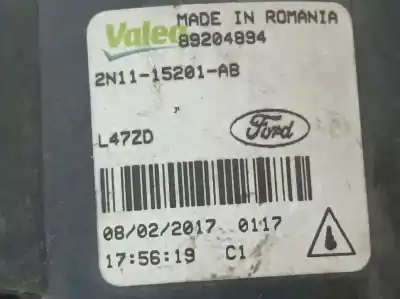 Valeo MADE IN ROMANIA
89204894
2N11-15201-AB
L47ZD Ford
08/02/2017 0117
17:56:19 C1